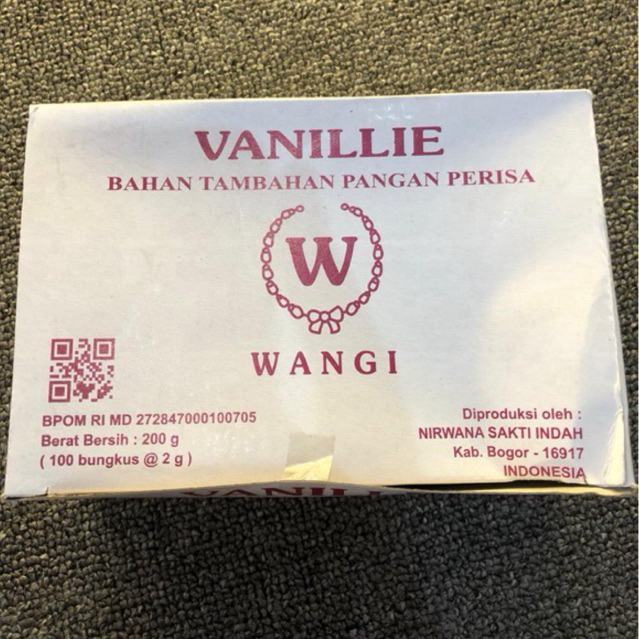 VANILLIE
BAHAN TAMBAHAN PANGAN PERISA
W
WANGI
BPOM RI MD 272847000100705
Berat Bersih : 200 g
( 100 bungkus @ 2 g )
Diproduksi oleh :
NIRWANA SAKTI INDAH
Kab. Bogor - 16917
INDONESIA
VANILLIE